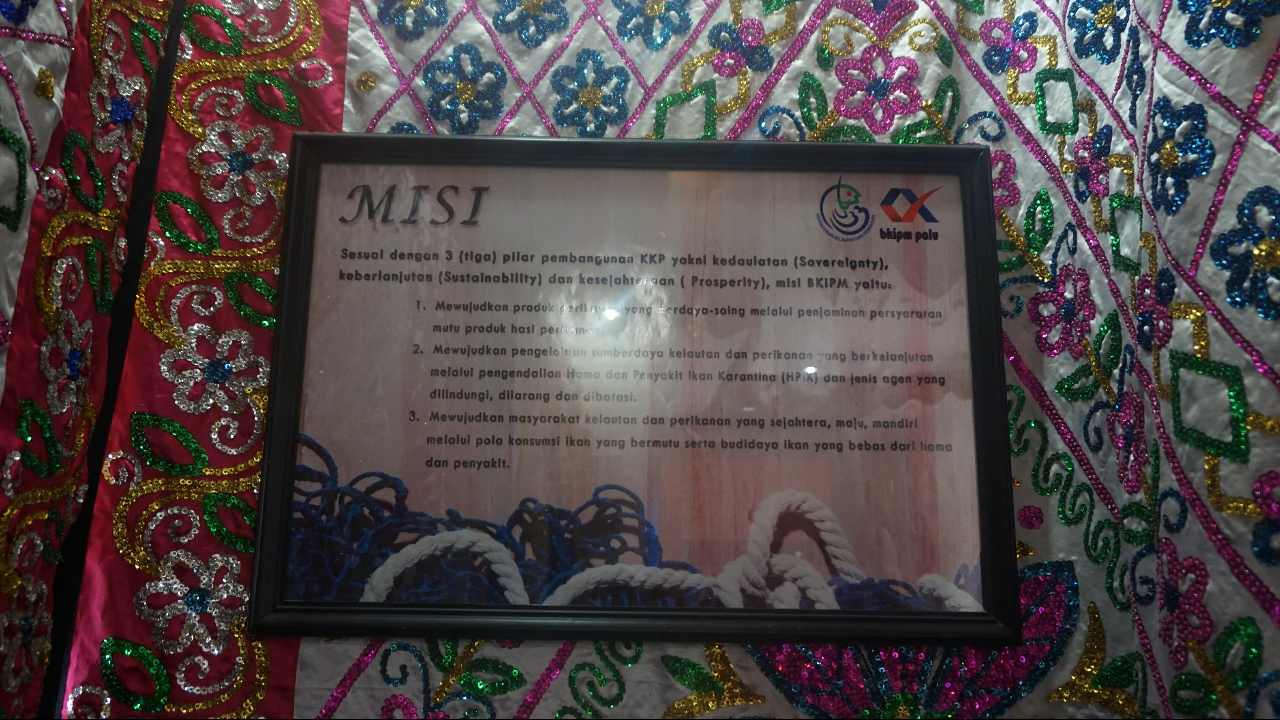 MISI
bkipm palu
Sesuai dengan 3 (tiga) pilar pembangunan KKP yakni kedaulatan (Sovereignty),
keberlanjutan (Sustainability) dan kesejahteraan ( Prosperity), misi BKIPM yaitu:
1. Mewujudkan produk perikanan yang berdaya-saing melalui penjaminan persyaratan
mutu produk hasi perikanan.
2. Mewujudkan pengelolaan sumberdaya kelautan dan perikanan yang berkelanjutan
melalui pengendalian Hama dan Penyakit Ikan Karantina (HPIK) dan jenis agen yang
dilindungi, dilarang dan dibatasi.
3. Mewujudkan masyarakat kelautan dan perikanan yang sejahtera, maju, mandiri
melalui pola konsumsi ikan yang bermutu serta budidaya ikan yang bebas dari hama
dan penyakit.